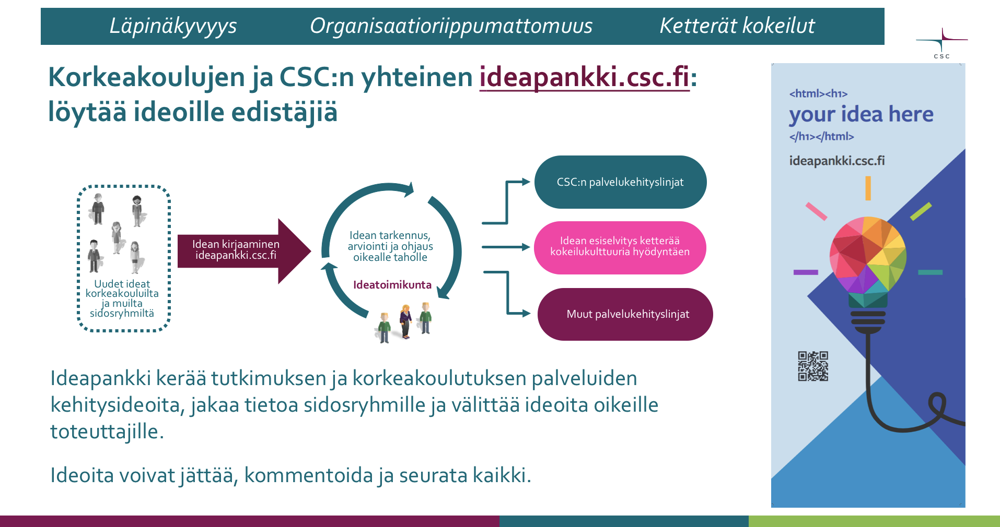 Läpinäkyvyys Organisaatioriippumattomuus Ketterät kokeilut
CSC
Korkeakoulujen ja CSC:n yhteinen ideapankki.csc.fi:
löytää ideoille edistäjiä
Uudet ideat
korkeakouluilta
ja muilta
sidosryhmiltä
Idean kirjaaminen
ideapankki.csc.fi
Idean tarkennus,
arviointi ja ohjaus
oikealle taholle
Ideatoimikunta
CSC:n palvelukehityslinjat
Idean esiselvitys ketterää
kokeilukulttuuria hyödyntäen
Muut palvelukehityslinjat
Ideapankki kerää tutkimuksen ja korkeakoulutuksen palveluiden
kehitysideoita, jakaa tietoa sidosryhmille ja välittää ideoita oikeille
toteuttajille.
Ideoita voivat jättää, kommentoida ja seurata kaikki.
<html><h1>
your idea here
</h1></html>
ideapankki.csc.fi